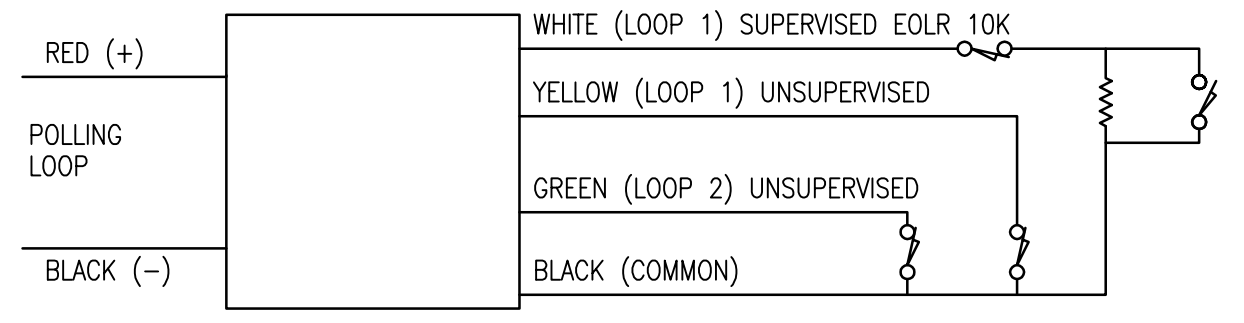 RED (+)
POLLING
LOOP
BLACK (−)
WHITE (LOOP 1) SUPERVISED EOLR 10K
YELLOW (LOOP 1) UNSUPERVISED
GREEN (LOOP 2) UNSUPERVISED
BLACK (COMMON)